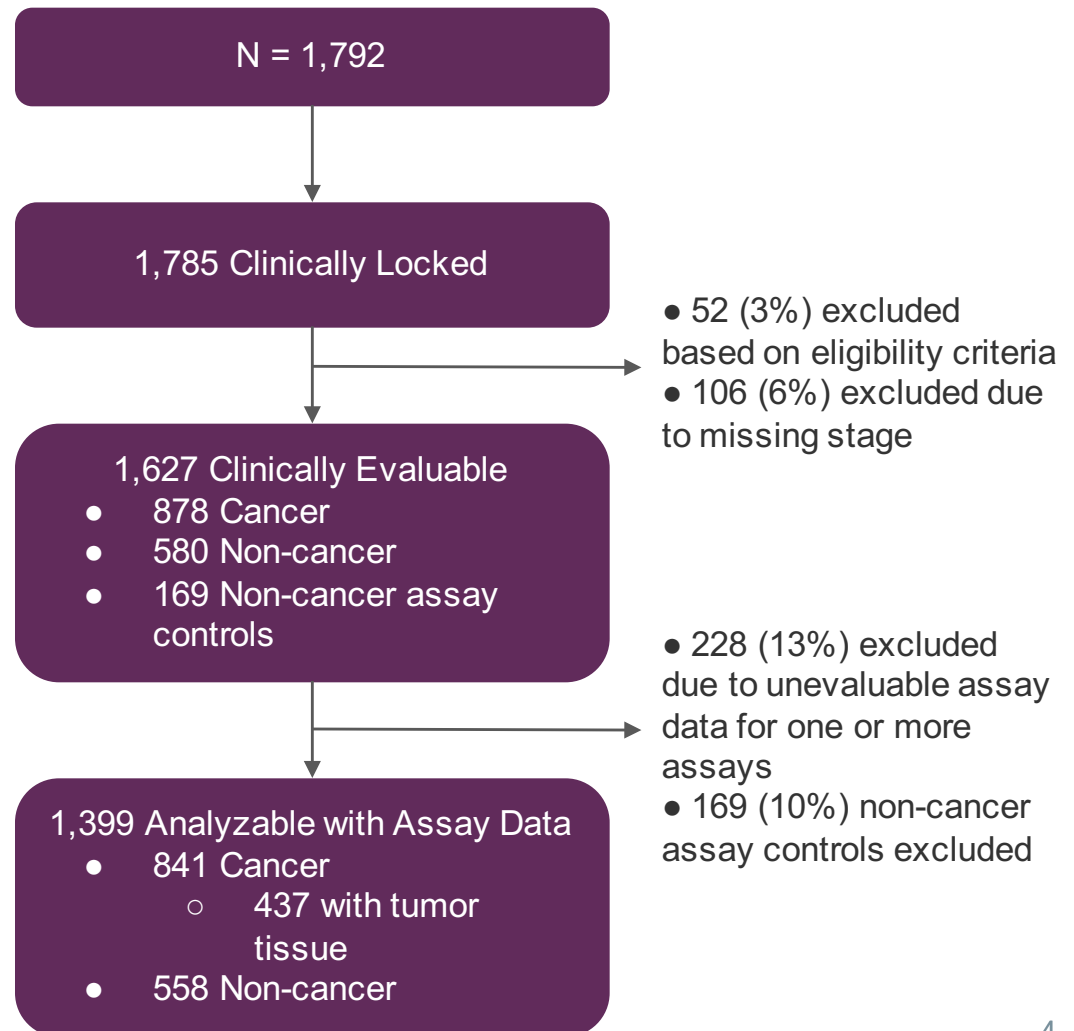 N = 1,792
1,785 Clinically Locked
● 52 (3%) excluded
based on eligibility criteria
● 106 (6%) excluded due
to missing stage
1,627 Clinically Evaluable
● 878 Cancer
● 580 Non-cancer
● 169 Non-cancer assay
controls
● 228 (13%) excluded
due to unevaluable assay
data for one or more
assays
● 169 (10%) non-cancer
assay controls excluded
1,399 Analyzable with Assay Data
● 841 Cancer
○ 437 with tumor
tissue
● 558 Non-cancer
4